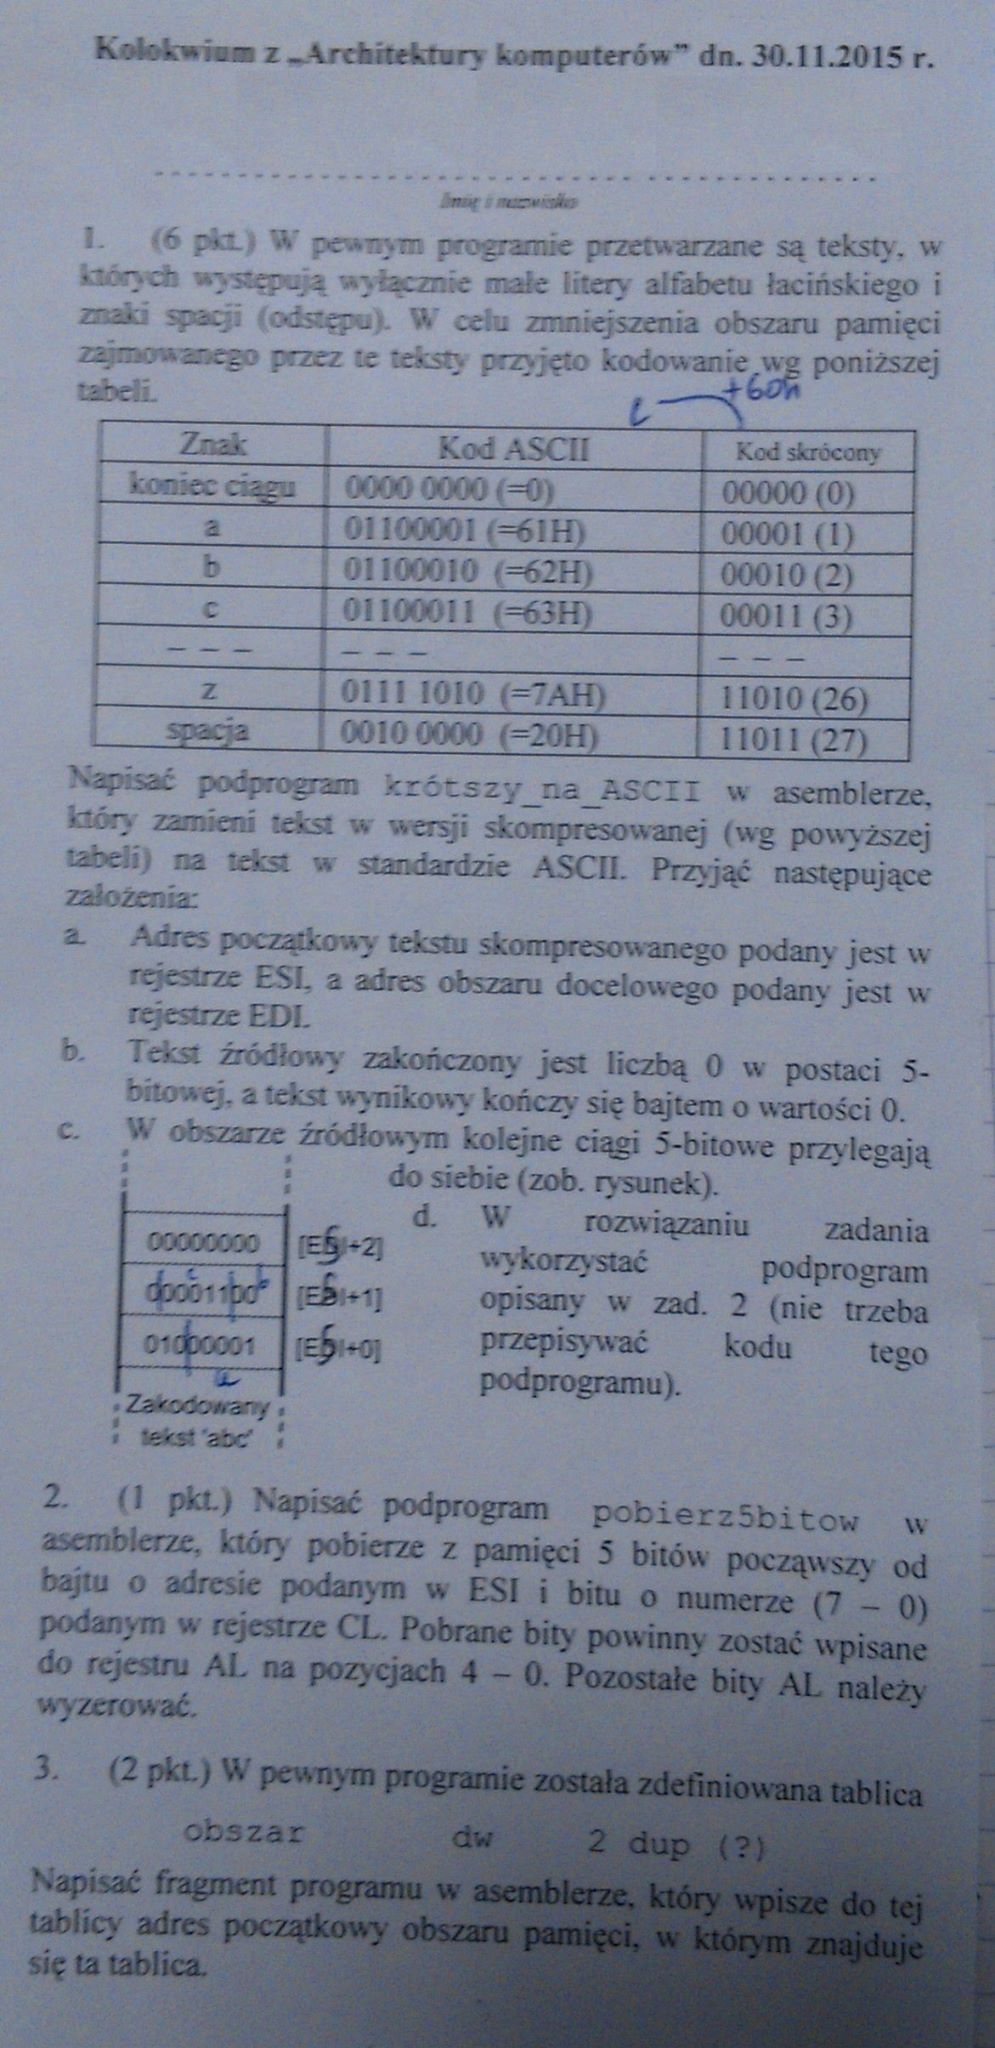 Kolokwium z „Architektury komputerów” dn. 30.11.2015 r.
Imię i nazwisko
1. (6 pkt.) W pewnym programie przetwarzane są teksty, w
których występują wyłącznie małe litery alfabetu łacińskiego i
znaki spacji (odstępu). W celu zmniejszenia obszaru pamięci
zajmowanego przez te teksty przyjęto kodowanie wg poniższej
tabeli.
+60h
Znak Kod ASCII Kod skrócony
koniec ciągu 0000 0000 (=0) 00000 (0)
a 01100001 (=61H) 00001 (1)
b 01100010 (=62H) 00010 (2)
c 01100011 (=63H) 00011 (3)
– – – – – – – – –
z 0111 1010 (=7AH) 11010 (26)
spacja 0010 0000 (=20H) 11011 (27)
Napisać podprogram krótszy_na_ASCII w asemblerze,
który zamieni tekst w wersji skompresowanej (wg powyższej
tabeli) na tekst w standardzie ASCII. Przyjąć następujące
założenia:
a. Adres początkowy tekstu skompresowanego podany jest w
rejestrze ESI, a adres obszaru docelowego podany jest w
rejestrze EDI.
b. Tekst źródłowy zakończony jest liczbą 0 w postaci 5-
bitowej, a tekst wynikowy kończy się bajtem o wartości 0.
c. W obszarze źródłowym kolejne ciągi 5-bitowe przylegają
do siebie (zob. rysunek).
d. W rozwiązaniu zadania
wykorzystać podprogram
opisany w zad. 2 (nie trzeba
przepisywać kodu tego
podprogramu).
00000000 [ESI+2]
00001100 [ESI+1]
01000001 [ESI+0]
a
Zakodowany
tekst 'abc'
2. (1 pkt.) Napisać podprogram pobierz5bitow w
asemblerze, który pobierze z pamięci 5 bitów począwszy od
bajtu o adresie podanym w ESI i bitu o numerze (7 – 0)
podanym w rejestrze CL. Pobrane bity powinny zostać wpisane
do rejestru AL na pozycjach 4 – 0. Pozostałe bity AL należy
wyzerować.
3. (2 pkt.) W pewnym programie została zdefiniowana tablica
obszar dw 2 dup (?)
Napisać fragment programu w asemblerze, który wpisze do tej
tablicy adres początkowy obszaru pamięci, w którym znajduje
się ta tablica.